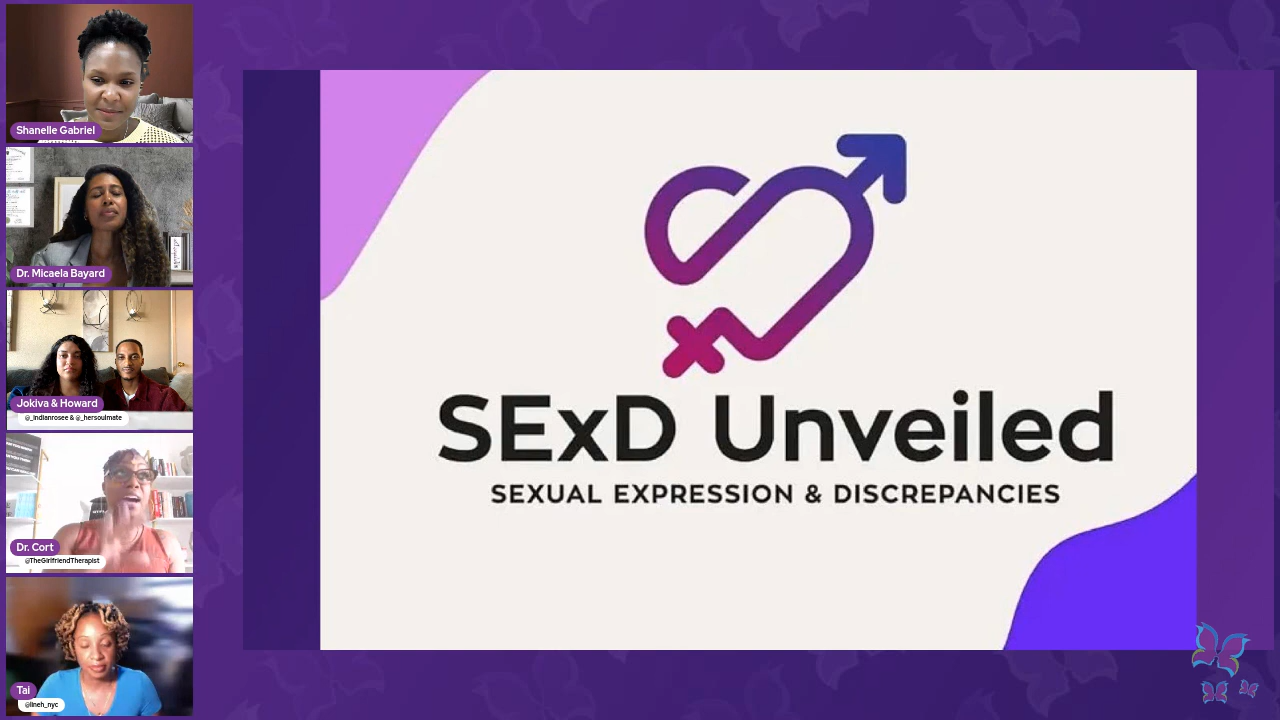 Shanelle Gabriel
Dr. Micaela Bayard
Jokiva & Howard
@_indianrosee & @_hersoulmate
Dr. Cort
@TheGirlfriendTherapist
Tai
@lineh_nyc
SExD Unveiled
SEXUAL EXPRESSION & DISCREPANCIES